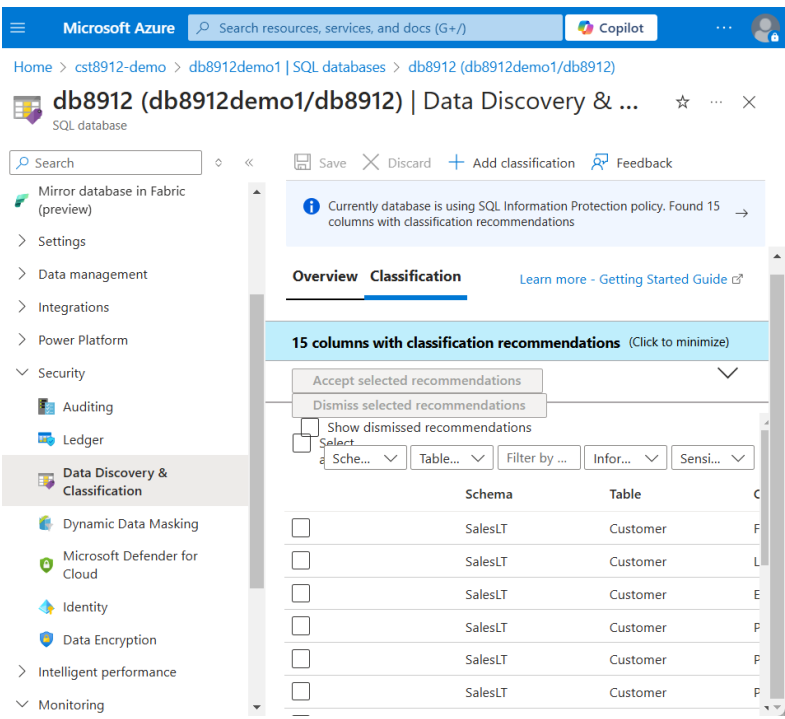 Microsoft Azure
Search resources, services, and docs (G+/)
Copilot
...
Home > cst8912-demo > db8912demo1 | SQL databases > db8912 (db8912demo1/db8912)
db8912 (db8912demo1/db8912) | Data Discovery & ...
SQL database
Search
Save
Discard
Add classification
Feedback
Mirror database in Fabric
(preview)
Settings
Data management
Integrations
Power Platform
Security
Auditing
Ledger
Data Discovery &
Classification
Dynamic Data Masking
Microsoft Defender for
Cloud
Identity
Data Encryption
Intelligent performance
Monitoring
Currently database is using SQL Information Protection policy. Found 15
columns with classification recommendations
Overview Classification
Learn more - Getting Started Guide
15 columns with classification recommendations (Click to minimize)
Accept selected recommendations
Dismiss selected recommendations
Show dismissed recommendations
Select
Sche... Table... Filter by ... Infor... Sensi...
Schema Table C
SalesLT Customer F
SalesLT Customer L
SalesLT Customer E
SalesLT Customer P
SalesLT Customer P
SalesLT Customer P